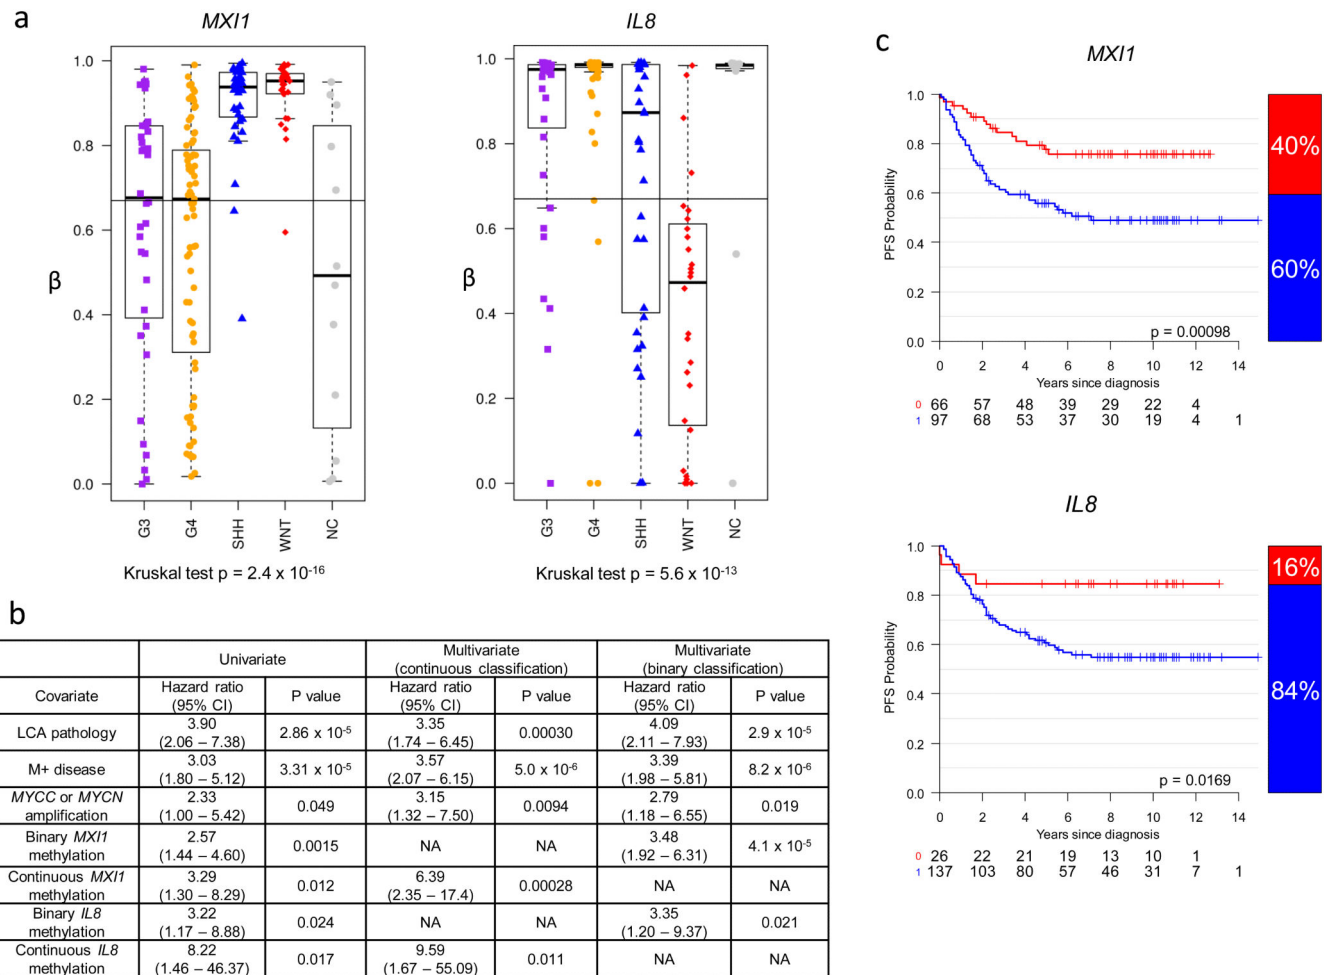 a
MXI1
IL8
1.0
0.8
0.6
0.4
0.2
0.0
β
G3
G4
SHH
WNT
NC
Kruskal test p = 2.4 x 10-16
1.0
0.8
0.6
0.4
0.2
0.0
β
G3
G4
SHH
WNT
NC
Kruskal test p = 5.6 x 10-13
b
Univariate
Multivariate
(continuous classification)
Multivariate
(binary classification)
Covariate
Hazard ratio
(95% CI)
P value
Hazard ratio
(95% CI)
P value
Hazard ratio
(95% CI)
P value
LCA pathology
3.90
(2.06 – 7.38)
2.86 x 10-5
3.35
(1.74 – 6.45)
0.00030
4.09
(2.11 – 7.93)
2.9 x 10-5
M+ disease
3.03
(1.80 – 5.12)
3.31 x 10-5
3.57
(2.07 – 6.15)
5.0 x 10-6
3.39
(1.98 – 5.81)
8.2 x 10-6
MYCC or MYCN
amplification
2.33
(1.00 – 5.42)
0.049
3.15
(1.32 – 7.50)
0.0094
2.79
(1.18 – 6.55)
0.019
Binary MXI1
methylation
2.57
(1.44 – 4.60)
0.0015
NA
NA
3.48
(1.92 – 6.31)
4.1 x 10-5
Continuous MXI1
methylation
3.29
(1.30 – 8.29)
0.012
6.39
(2.35 – 17.4)
0.00028
NA
NA
Binary IL8
methylation
3.22
(1.17 – 8.88)
0.024
NA
NA
3.35
(1.20 – 9.37)
0.021
Continuous IL8
methylation
8.22
(1.46 – 46.37)
0.017
9.59
(1.67 – 55.09)
0.011
NA
NA
c
MXI1
PFS Probability
1.0
0.8
0.6
0.4
0.2
0.0
p = 0.00098
0 2 4 6 8 10 12 14
Years since diagnosis
0 66 57 48 39 29 22 4
1 97 68 53 37 30 19 4 1
40%
60%
IL8
PFS Probability
1.0
0.8
0.6
0.4
0.2
0.0
p = 0.0169
0 2 4 6 8 10 12 14
Years since diagnosis
0 26 22 21 19 13 10 1
1 137 103 80 57 46 31 7 1
16%
84%